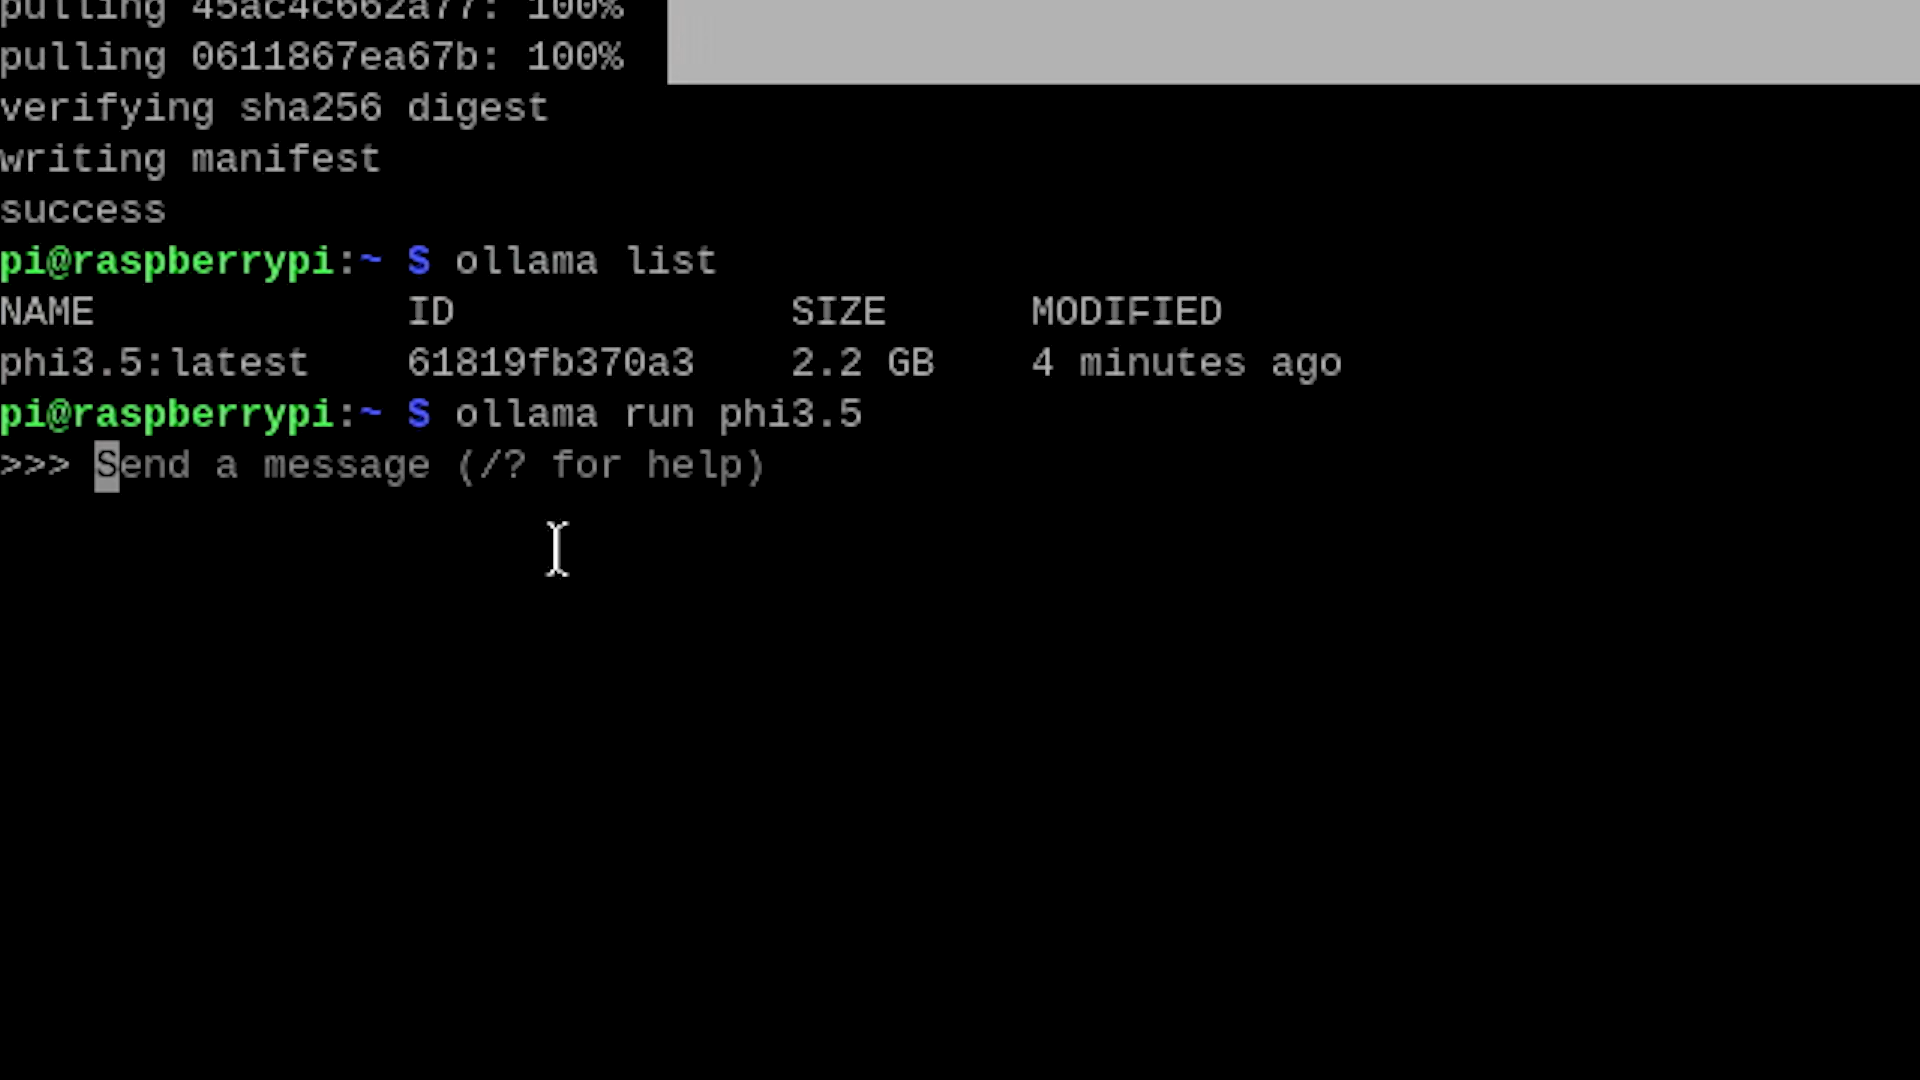 pulling 45ac4c662a77: 100%
pulling 0611867ea67b: 100%
verifying sha256 digest
writing manifest
success
pi@raspberrypi:~ $ ollama list
NAME ID SIZE MODIFIED
phi3.5:latest 61819fb370a3 2.2 GB 4 minutes ago
pi@raspberrypi:~ $ ollama run phi3.5
>>> Send a message (/? for help)